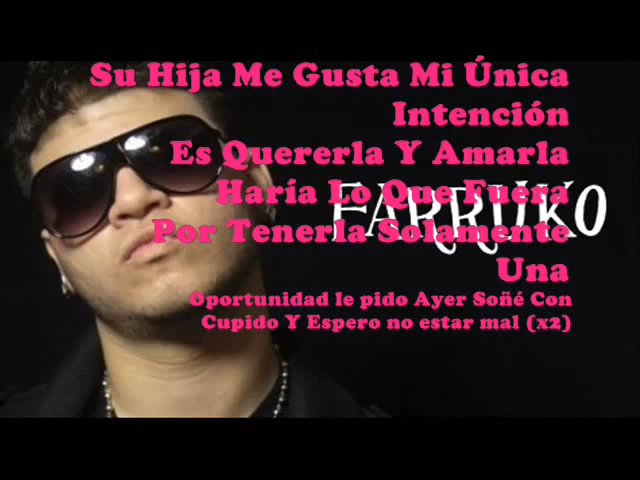 Su Hija Me Gusta Mi Única
Intención
Es Quererla Y Amarla
Haría Lo Que Fuera
FARRUKO
Por Tenerla Solamente
Una
Oportunidad le pido Ayer Soñé Con
Cupido Y Espero no estar mal (x2)